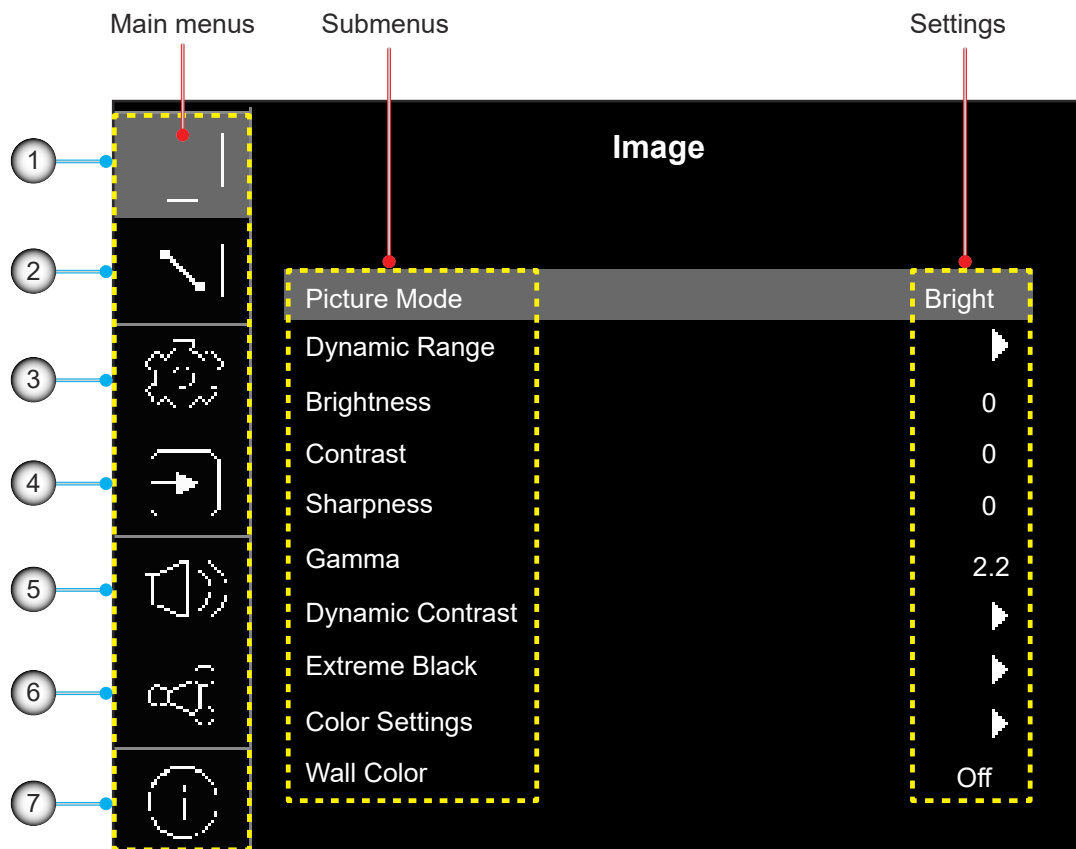 Main menus Submenus Settings
1 Image
2
Picture Mode Bright
Dynamic Range
3
Brightness 0
Contrast 0
4
Sharpness 0
Gamma 2.2
5
Dynamic Contrast
Extreme Black
6
Color Settings
Wall Color Off
7 i